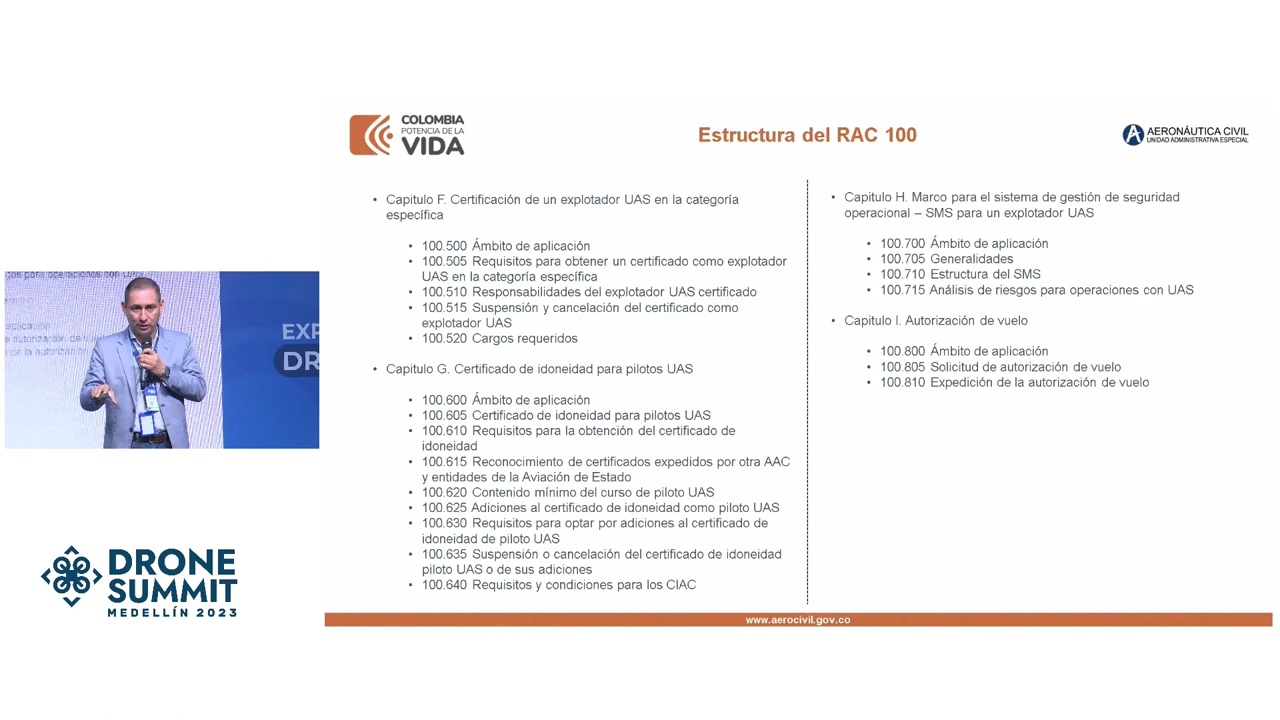 COLOMBIA
POTENCIA DE LA
VIDA
Estructura del RAC 100
AERONÁUTICA CIVIL
UNIDAD ADMINISTRATIVA ESPECIAL
• Capitulo F. Certificación de un explotador UAS en la categoría
específica
• 100.500 Ámbito de aplicación
• 100.505 Requisitos para obtener un certificado como explotador
UAS en la categoría específica
• 100.510 Responsabilidades del explotador UAS certificado
• 100.515 Suspensión y cancelación del certificado como
explotador UAS
• 100.520 Cargos requeridos
• Capitulo G. Certificado de idoneidad para pilotos UAS
• 100.600 Ámbito de aplicación
• 100.605 Certificado de idoneidad para pilotos UAS
• 100.610 Requisitos para la obtención del certificado de
idoneidad
• 100.615 Reconocimiento de certificados expedidos por otra AAC
y entidades de la Aviación de Estado
• 100.620 Contenido mínimo del curso de piloto UAS
• 100.625 Adiciones al certificado de idoneidad como piloto UAS
• 100.630 Requisitos para optar por adiciones al certificado de
idoneidad de piloto UAS
• 100.635 Suspensión o cancelación del certificado de idoneidad
piloto UAS o de sus adiciones
• 100.640 Requisitos y condiciones para los CIAC
• Capitulo H. Marco para el sistema de gestión de seguridad
operacional – SMS para un explotador UAS
• 100.700 Ámbito de aplicación
• 100.705 Generalidades
• 100.710 Estructura del SMS
• 100.715 Análisis de riesgos para operaciones con UAS
• Capitulo I. Autorización de vuelo
• 100.800 Ámbito de aplicación
• 100.805 Solicitud de autorización de vuelo
• 100.810 Expedición de la autorización de vuelo
www.aerocivil.gov.co
para operaciones con
EXP
DR
DRONE
SUMMIT
MEDELLÍN 2023